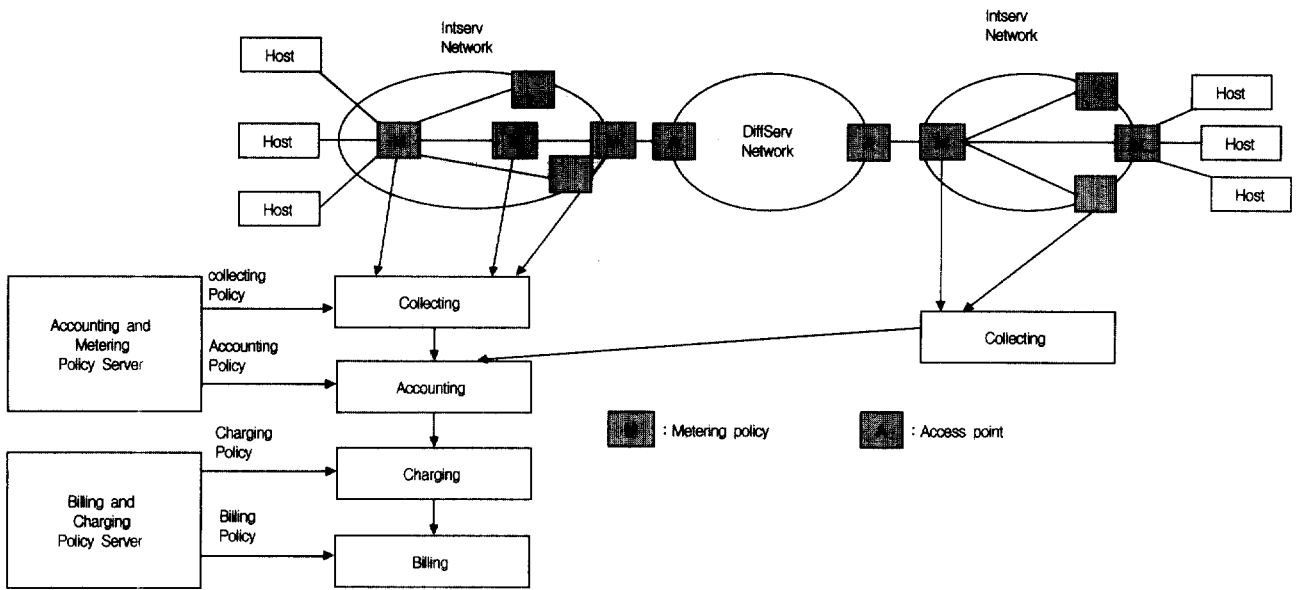 Intserv
Network
Intserv
Network
Host
Host
Host
DiffServ
Network
Host
Host
Host
collecting
Policy
Collecting
Accounting and
Metering
Policy Server
Accounting
Policy
Accounting
Collecting
M
: Metering policy
A
: Access point
Charging
Policy
Charging
Billing and
Charging
Policy Server
Billing
Policy
Billing